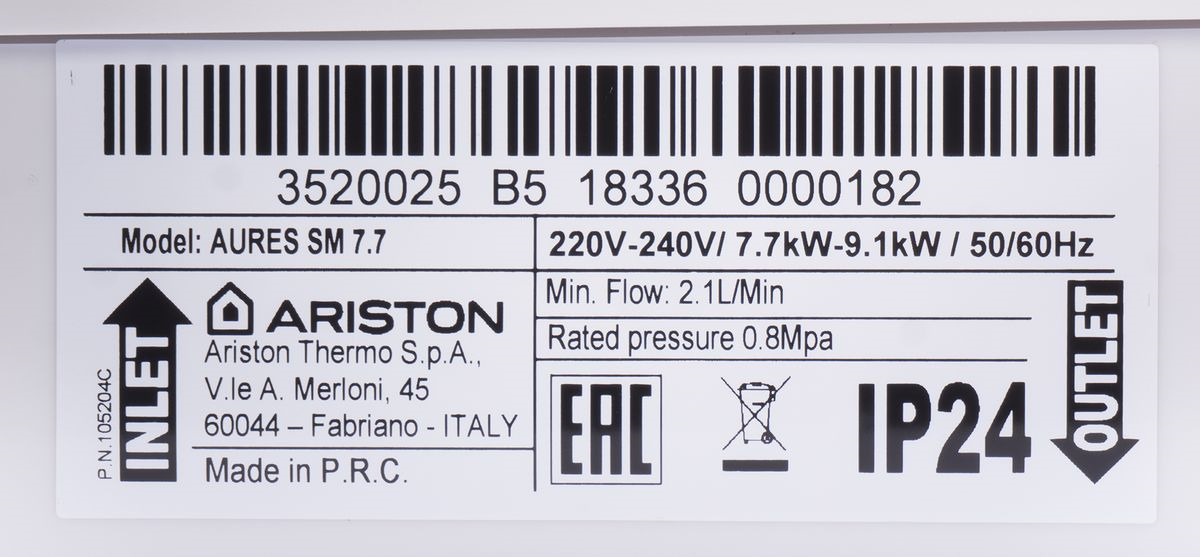 3520025 B5 18336 0000182
Model: AURES SM 7.7
220V-240V/ 7.7kW-9.1kW / 50/60Hz
INLET
P.N.105204C
ARISTON
Ariston Thermo S.p.A.,
V.le A. Merloni, 45
60044 – Fabriano - ITALY
Made in P.R.C.
Min. Flow: 2.1L/Min
Rated pressure 0.8Mpa
EAC
IP24
OUTLET